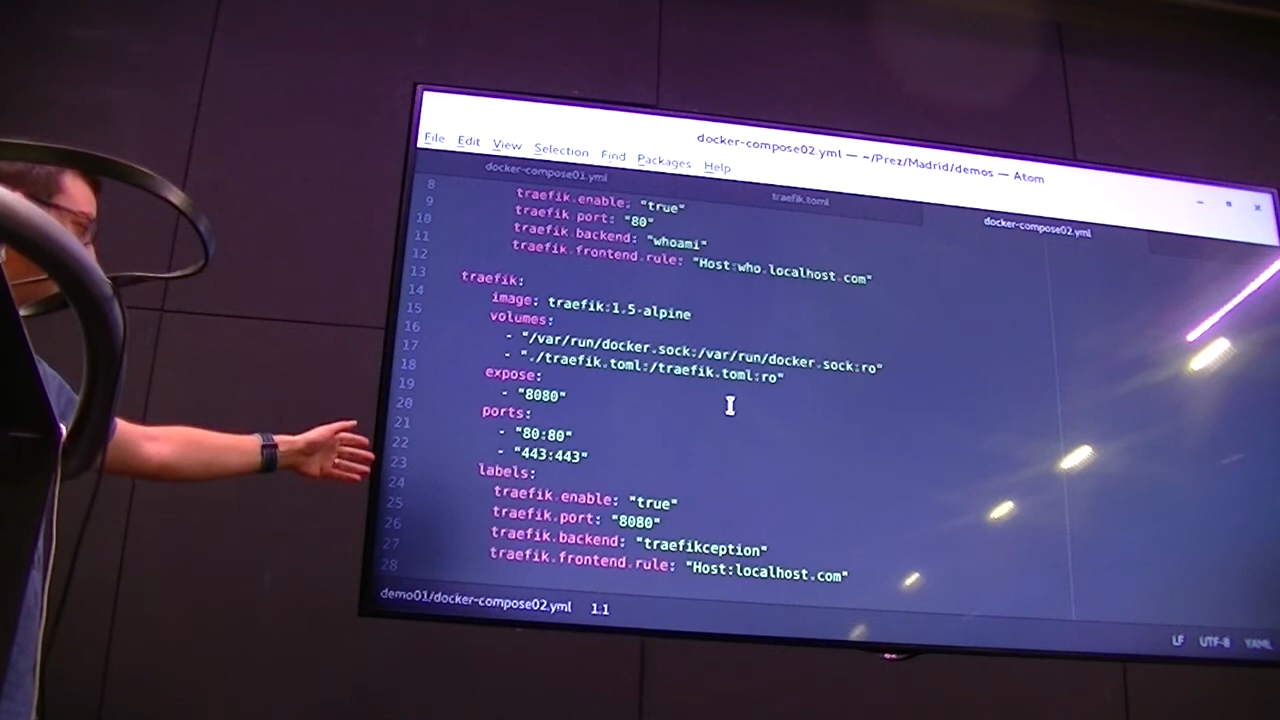 docker-compose02.yml — ~/Prez/Madrid/demos — Atom
File Edit View Selection Find Packages Help
docker-compose01.yml traefik.toml docker-compose02.yml
8
9 traefik.enable: "true"
10 traefik.port: "80"
11 traefik.backend: "whoami"
12 traefik.frontend.rule: "Host:who.localhost.com"
13 traefik:
14 image: traefik:1.5-alpine
15 volumes:
16 - "/var/run/docker.sock:/var/run/docker.sock:ro"
17 - "./traefik.toml:/traefik.toml:ro"
18 expose:
19 - "8080"
20 ports:
21 - "80:80"
22 - "443:443"
23 labels:
24 traefik.enable: "true"
25 traefik.port: "8080"
26 traefik.backend: "traefikception"
27 traefik.frontend.rule: "Host:localhost.com"
28
demo01/docker-compose02.yml 1:1
LF UTF-8 YAML